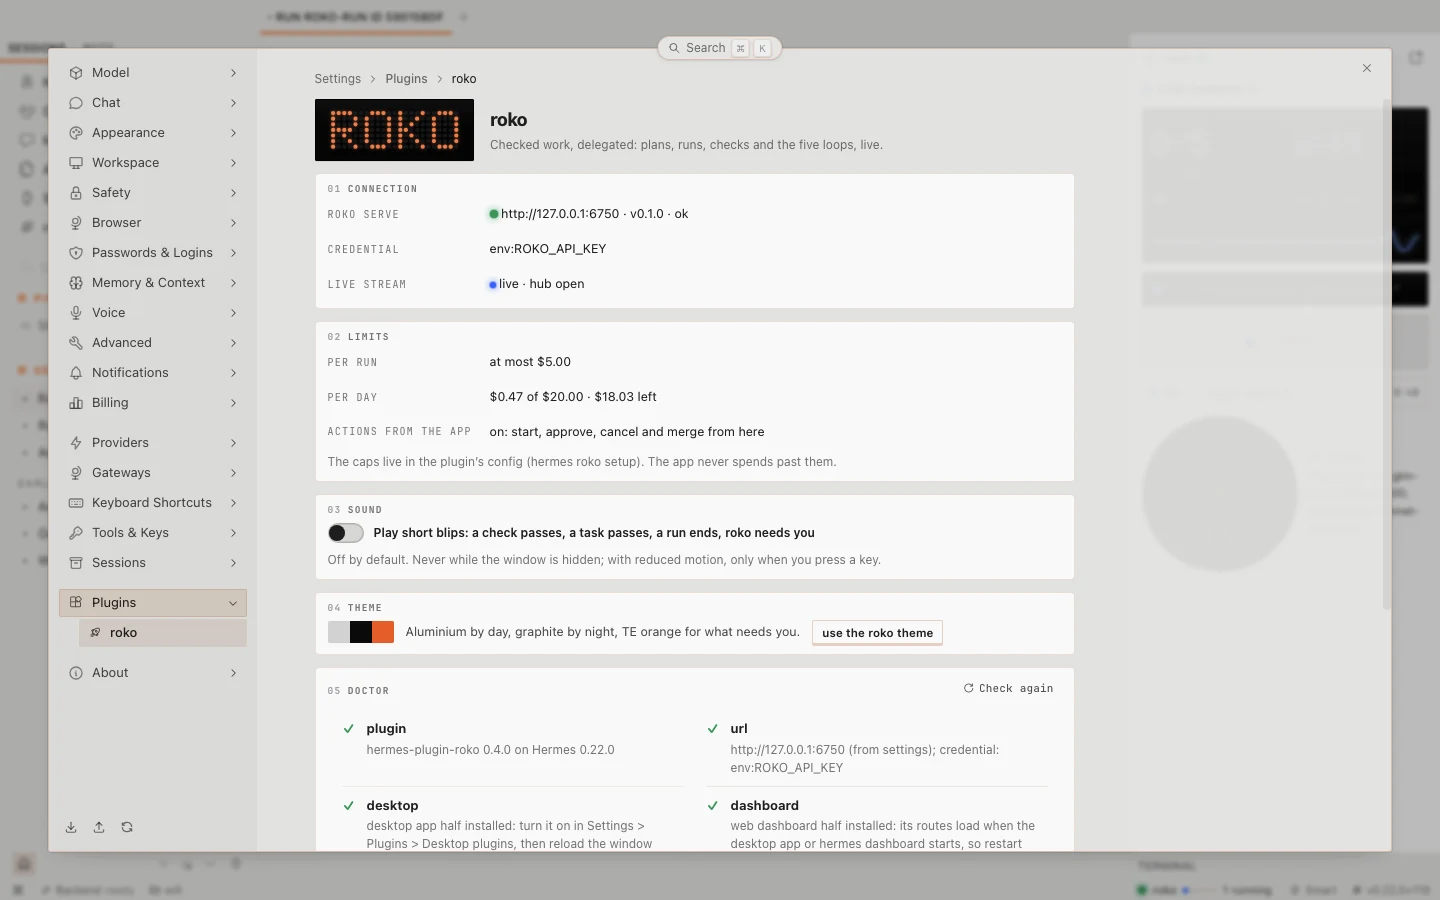 RUN ROKO-RUN ID
Search ⌘ K
Model
Chat
Appearance
Workspace
Safety
Browser
Passwords & Logins
Memory & Context
Voice
Advanced
Notifications
Billing
Providers
Gateways
Keyboard Shortcuts
Tools & Keys
Sessions
Plugins
roko
About
Settings > Plugins > roko
ROKO
roko
Checked work, delegated: plans, runs, checks and the five loops, live.
01 CONNECTION
ROKO SERVE http://127.0.0.1:6750 · v0.1.0 · ok
CREDENTIAL env:ROKO_API_KEY
LIVE STREAM live · hub open
02 LIMITS
PER RUN at most $5.00
PER DAY $0.47 of $20.00 · $18.03 left
ACTIONS FROM THE APP on: start, approve, cancel and merge from here
The caps live in the plugin's config (hermes roko setup). The app never spends past them.
03 SOUND
Play short blips: a check passes, a task passes, a run ends, roko needs you
Off by default. Never while the window is hidden; with reduced motion, only when you press a key.
04 THEME
Aluminium by day, graphite by night, TE orange for what needs you. use the roko theme
05 DOCTOR Check again
plugin
hermes-plugin-roko 0.4.0 on Hermes 0.22.0
url
http://127.0.0.1:6750 (from settings); credential:
env:ROKO_API_KEY
desktop
desktop app half installed: turn it on in Settings >
Plugins > Desktop plugins, then reload the window
dashboard
web dashboard half installed: its routes load when the
desktop app or hermes dashboard starts, so restart
TERMINAL
Backend ready
roko 1 running